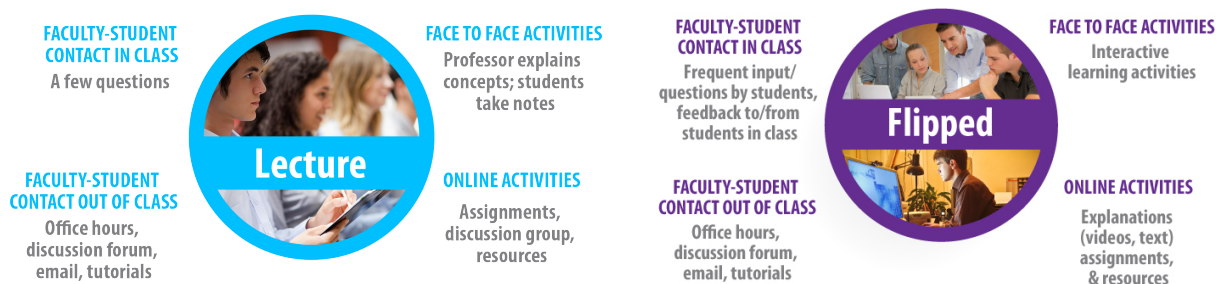 FACULTY-STUDENT
CONTACT IN CLASS
A few questions
FACE TO FACE ACTIVITIES
Professor explains
concepts; students
take notes
Lecture
FACULTY-STUDENT
CONTACT OUT OF CLASS
Office hours,
discussion forum,
email, tutorials
ONLINE ACTIVITIES
Assignments,
discussion group,
resources
FACULTY-STUDENT
CONTACT IN CLASS
Frequent input/
questions by students,
feedback to/from
students in class
FACE TO FACE ACTIVITIES
Interactive
learning activities
Flipped
FACULTY-STUDENT
CONTACT OUT OF CLASS
Office hours,
discussion forum,
email, tutorials
ONLINE ACTIVITIES
Explanations
(videos, text)
assignments,
& resources